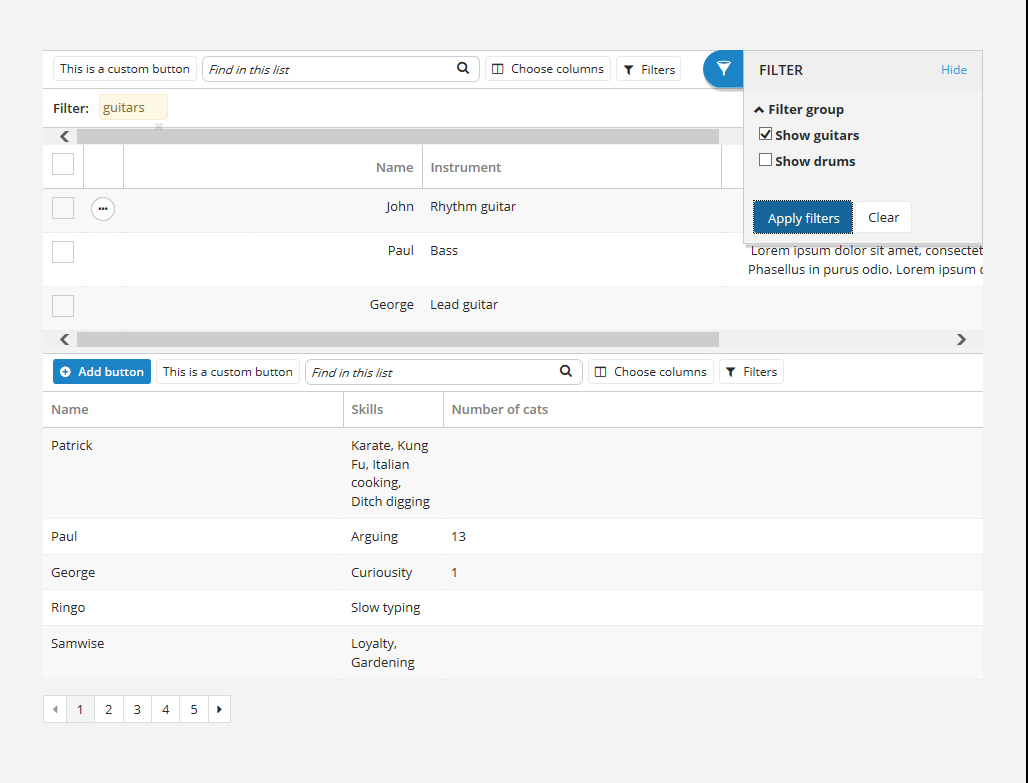 This is a custom button Find in this list Choose columns Filters FILTER Hide
Filter: guitars
Filter group
Show guitars
Show drums
Apply filters Clear
Name Instrument
John Rhythm guitar
Paul Bass Lorem ipsum dolor sit amet, consectet
Phasellus in purus odio. Lorem ipsum
George Lead guitar
Add button This is a custom button Find in this list Choose columns Filters
Name Skills Number of cats
Patrick Karate, Kung
Fu, Italian
cooking,
Ditch digging
Paul Arguing 13
George Curiousity 1
Ringo Slow typing
Samwise Loyalty,
Gardening
1 2 3 4 5